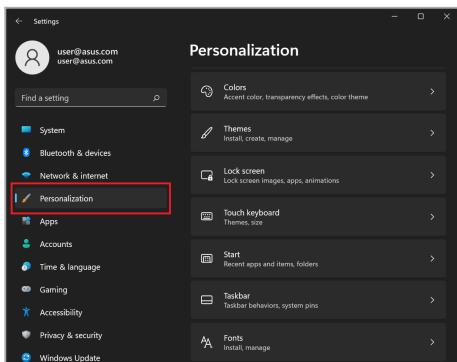 Settings
user@asus.com
user@asus.com
Find a setting
System
Bluetooth & devices
Network & internet
Personalization
Apps
Accounts
Time & language
Gaming
Accessibility
Privacy & security
Windows Update
Personalization
Colors
Accent color, transparency effects, color theme
Themes
Install, create, manage
Lock screen
Lock screen images, apps, animations
Touch keyboard
Themes, size
Start
Recent apps and items, folders
Taskbar
Taskbar behaviors, system pins
Fonts
Install, manage